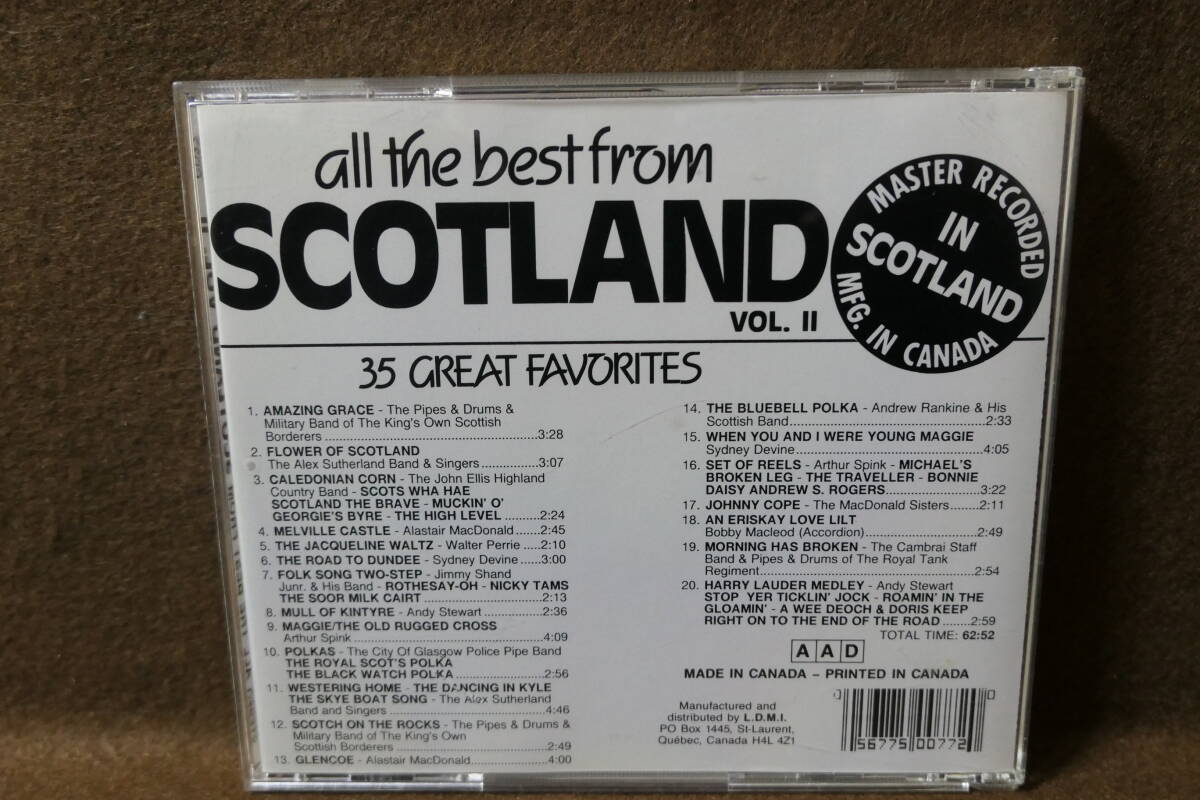 all the best from
SCOTLAND
VOL. II
MASTER RECORDED
IN
SCOTLAND
MFG. IN CANADA
35 GREAT FAVORITES
1. AMAZING GRACE - The Pipes & Drums &
Military Band of The King's Own Scottish
Borderers ........3:28
2. FLOWER OF SCOTLAND
The Alex Sutherland Band & Singers ........3:07
3. CALEDONIAN CORN - The John Ellis Highland
Country Band - SCOTS WHA HAE
SCOTLAND THE BRAVE - MUCKIN' O'
GEORGIE'S BYRE - THE HIGH LEVEL ........2:24
4. MELVILLE CASTLE - Alastair MacDonald ......2:45
5. THE JACQUELINE WALTZ - Walter Perrie .....2:10
6. THE ROAD TO DUNDEE - Sydney Devine .....3:00
7. FOLK SONG TWO-STEP - Jimmy Shand
Junr. & His Band - ROTHESAY-OH - NICKY TAMS
THE SOOR MILK CAIRT ........2:13
8. MULL OF KINTYRE - Andy Stewart ........2:36
9. MAGGIE/THE OLD RUGGED CROSS
Arthur Spink ........4:09
10. POLKAS - The City Of Glasgow Police Pipe Band
THE ROYAL SCOT'S POLKA
THE BLACK WATCH POLKA ........2:56
11. WESTERING HOME - THE DANCING IN KYLE
THE SKYE BOAT SONG - The Alex Sutherland
Band and Singers ........4:46
12. SCOTCH ON THE ROCKS - The Pipes & Drums &
Military Band of The King's Own
Scottish Borderers ........2:49
13. GLENCOE - Alastair MacDonald ........4:00
14. THE BLUEBELL POLKA - Andrew Rankine & His
Scottish Band ........2:33
15. WHEN YOU AND I WERE YOUNG MAGGIE
Sydney Devine ........4:05
16. SET OF REELS - Arthur Spink - MICHAEL'S
BROKEN LEG - THE TRAVELLER - BONNIE
DAISY ANDREW S. ROGERS ........3:22
17. JOHNNY COPE - The MacDonald Sisters ......2:11
18. AN ERISKAY LOVE LILT
Bobby Macleod (Accordion) ........2:49
19. MORNING HAS BROKEN - The Cambrai Staff
Band & Pipes & Drums of The Royal Tank
Regiment ........2:54
20. HARRY LAUDER MEDLEY - Andy Stewart
STOP YER TICKLIN' JOCK - ROAMIN' IN THE
GLOAMIN' - A WEE DEOCH & DORIS KEEP
RIGHT ON TO THE END OF THE ROAD ........2:59
TOTAL TIME: 62:52
A A D
MADE IN CANADA – PRINTED IN CANADA
Manufactured and
distributed by L.D.M.I.
PO Box 1445, St-Laurent,
Québec, Canada H4L 4Z1
0 56775 00772 0